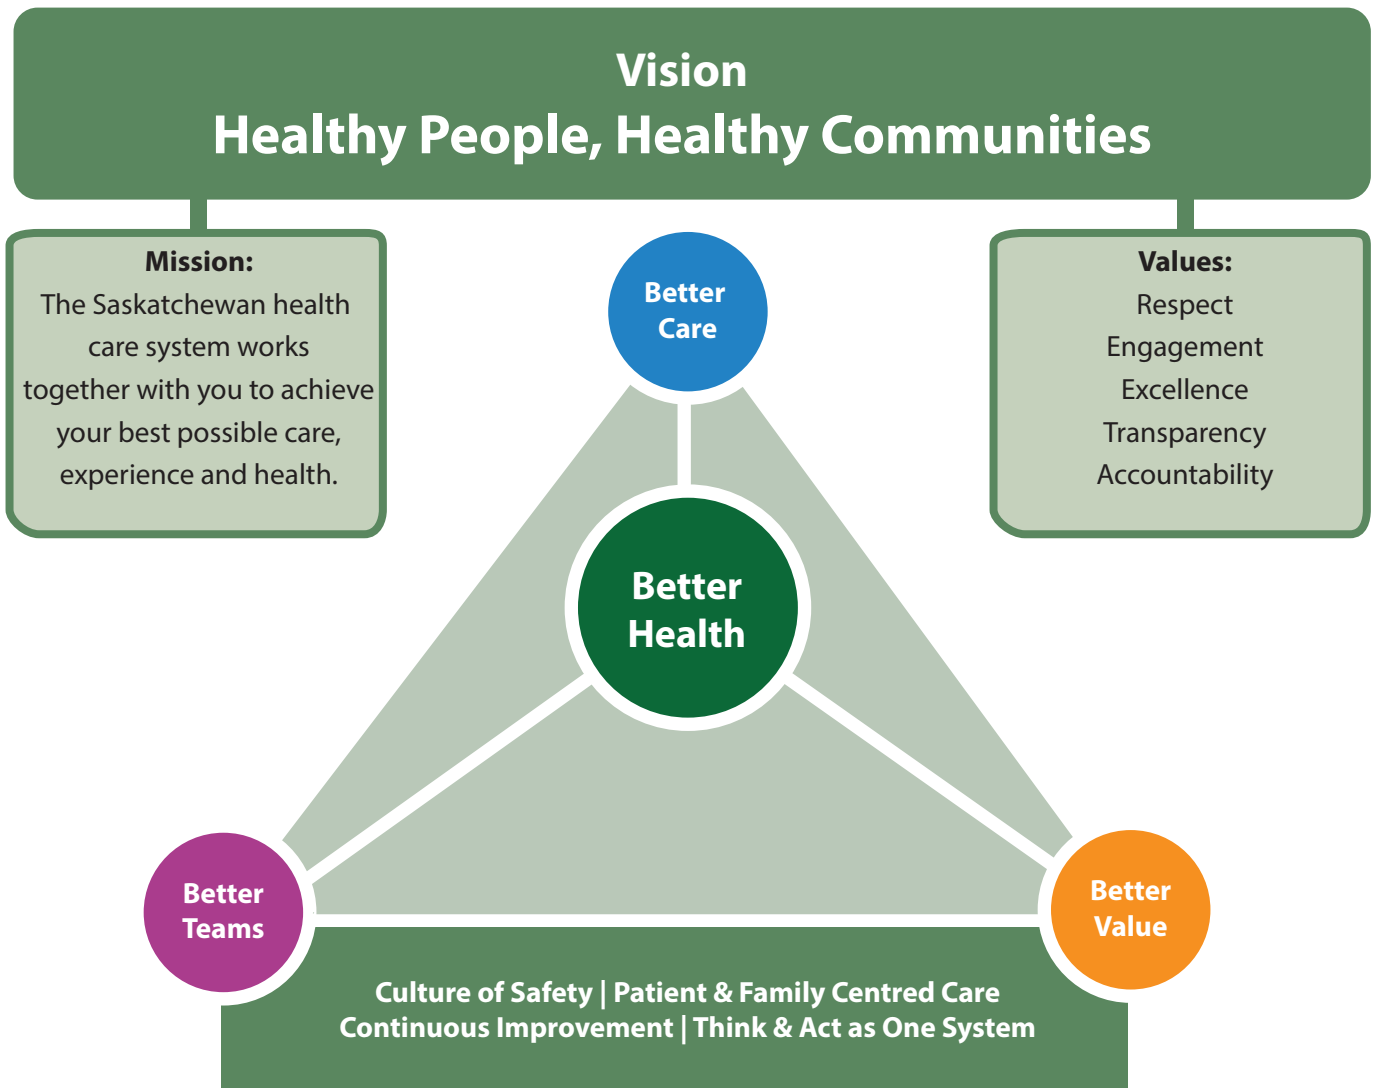 Vision
Healthy People, Healthy Communities
Mission:
The Saskatchewan health
care system works
together with you to achieve
your best possible care,
experience and health.
Values:
Respect
Engagement
Excellence
Transparency
Accountability
Better
Care
Better
Health
Better
Teams
Better
Value
Culture of Safety | Patient & Family Centred Care
Continuous Improvement | Think & Act as One System